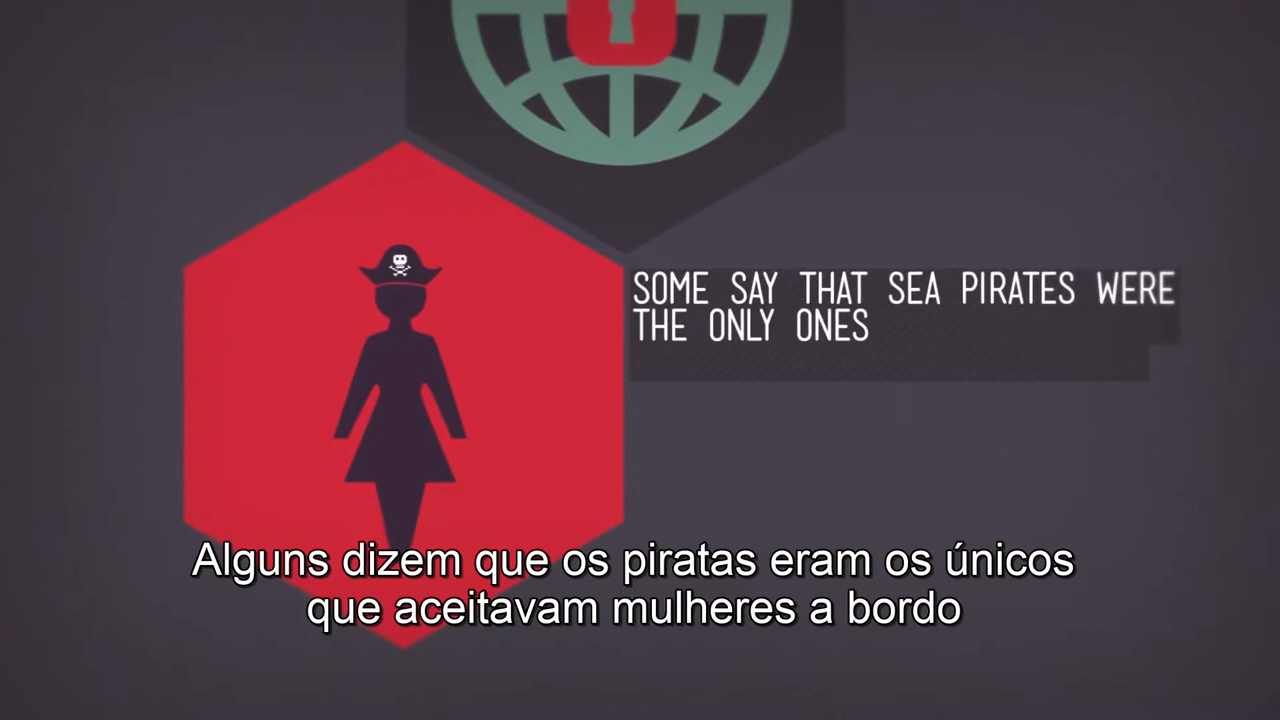 SOME SAY THAT SEA PIRATES WERE
THE ONLY ONES
Alguns dizem que os piratas eram os únicos
que aceitavam mulheres a bordo